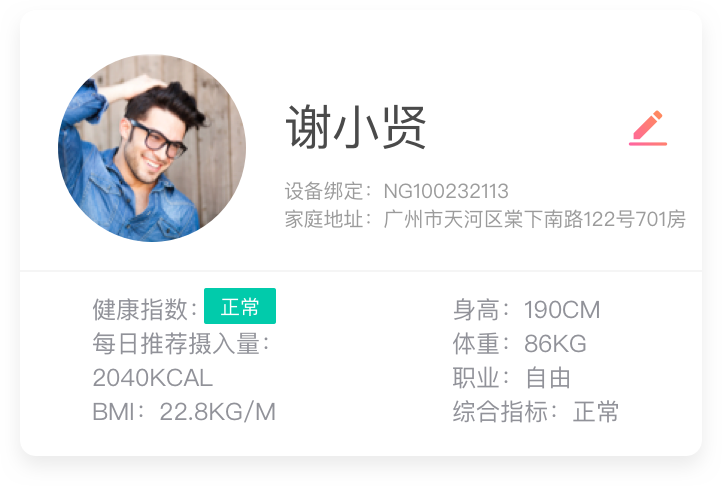 谢小贤
设备绑定：NG100232113
家庭地址：广州市天河区棠下南路122号701房
健康指数：正常
每日推荐摄入量：
2040KCAL
BMI：22.8KG/M
身高：190CM
体重：86KG
职业：自由
综合指标：正常